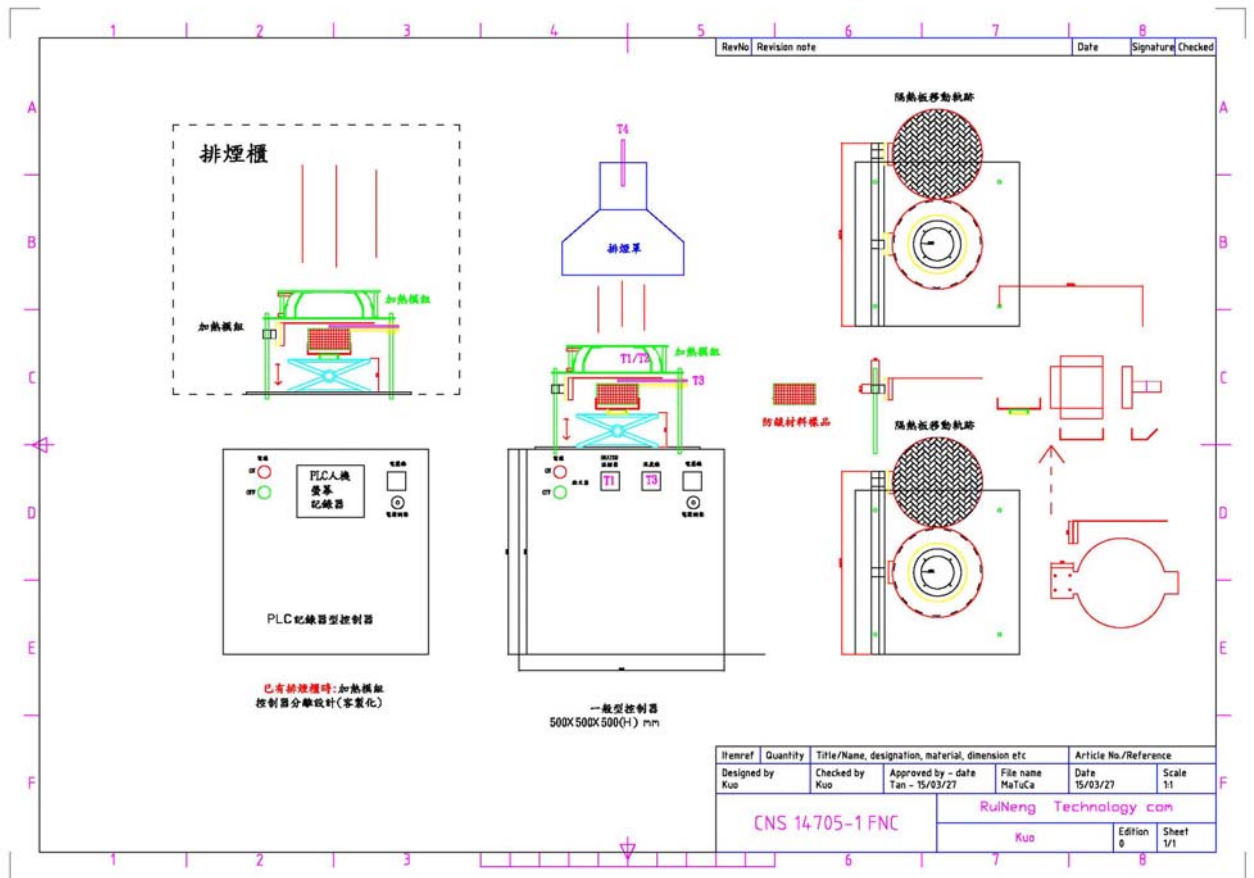 1 2 3 4 5 6 7 8
RevNo Revision note Date Signature Checked
A
B
C
D
E
F
A
B
C
D
E
F
排煙櫃
加熱模組
加熱模組
T4
排煙罩
T1/T2
加熱模組
T3
隔熱板移動軌跡
防鏽材料樣品
隔熱板移動軌跡
電源
OFF
PLC人機
螢幕
記錄器
PLC記錄器型控制器
已有排煙櫃時:加熱模組
控制器分離設計(客製化)
電源
T1
T3
一般型控制器
500X500X500(H) mm
Itemref Quantity Title/Name, designation, material, dimension etc Article No./Reference
Designed by
Kuo
Checked by
Kuo
Approved by - date
Tan - 15/03/27
File name
MaTuCa
Date
15/03/27
Scale
1:1
CNS 14705-1 FNC
RuiNeng Technology com
Kuo
Edition
0
Sheet
1/1
1 2 3 6 7 8